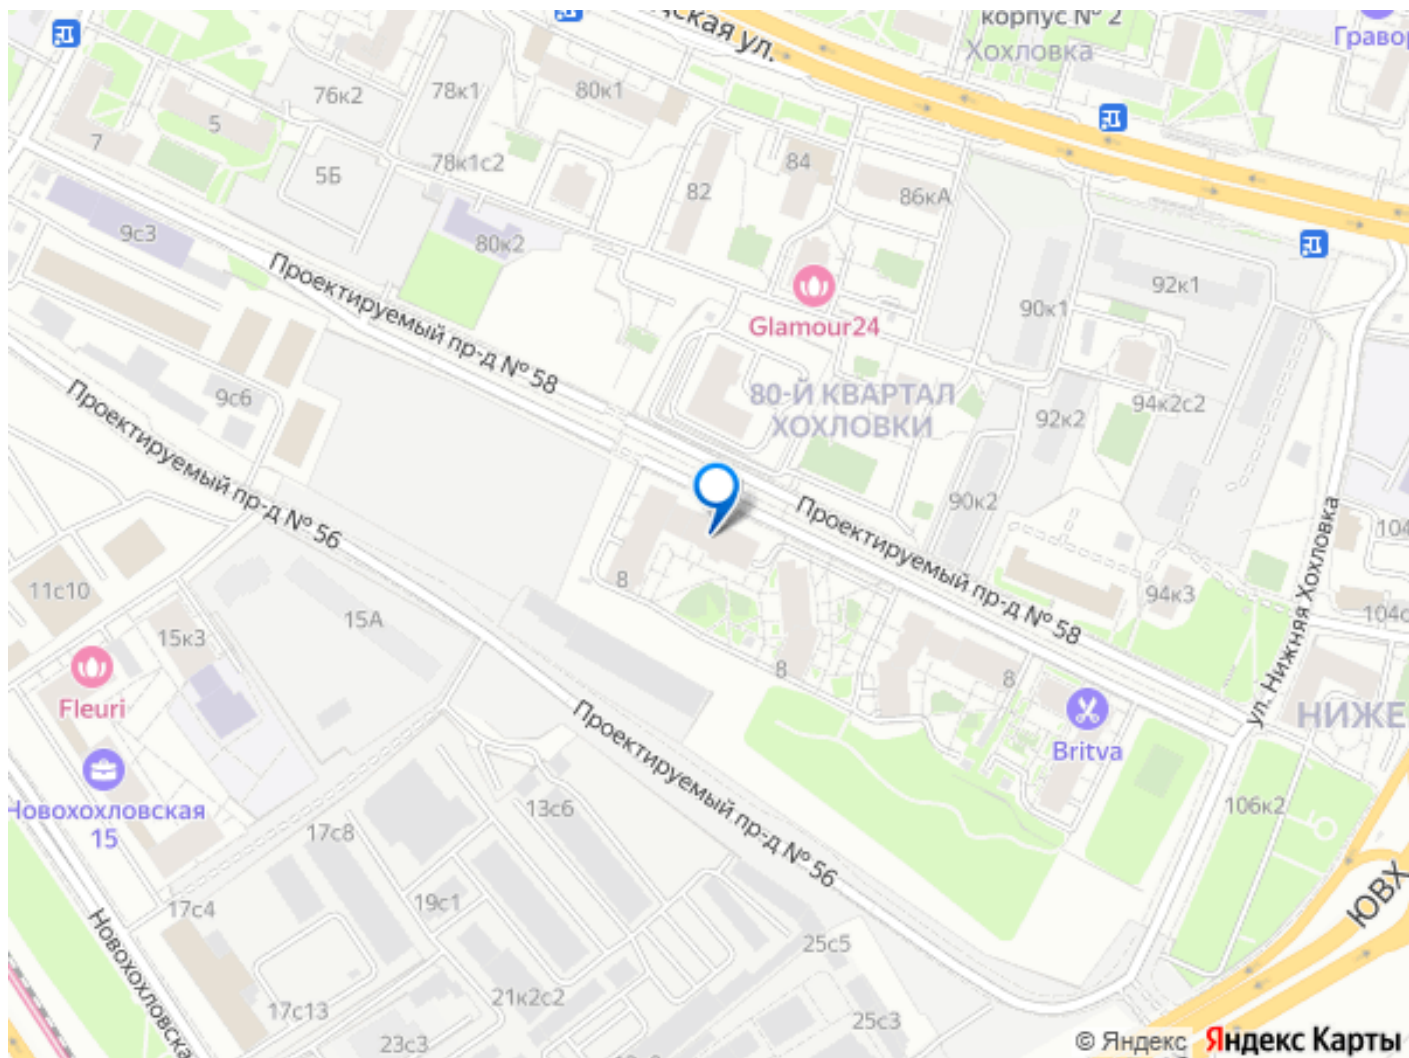 дская ул.
корпус № 2
Хохловка
Граво
76к2
78к1
80к1
5
7
78к1с2
5Б
82
84
86кА
9с3
80к2
Проектируемый пр-д № 58
Glamour24
90к1
92к1
80-Й КВАРТАЛ
ХОХЛОВКИ
9с6
92к2
94к2с2
Проектируемый пр-д № 56
90к2
Проектируемый пр-д № 58
ул. Нижняя Хохловка
104
11с10
8
15А
94к3
104с
15к3
Fleuri
8
8
НИЖЕ
Britva
Проектируемый пр-д № 56
Новохохловская
15
13с6
17с8
106к2
19с1
17с4
ЮВХ
Новохохловска
25с5
21к2с2
17с13
25с3
23с3
© Яндекс Яндекс Карты